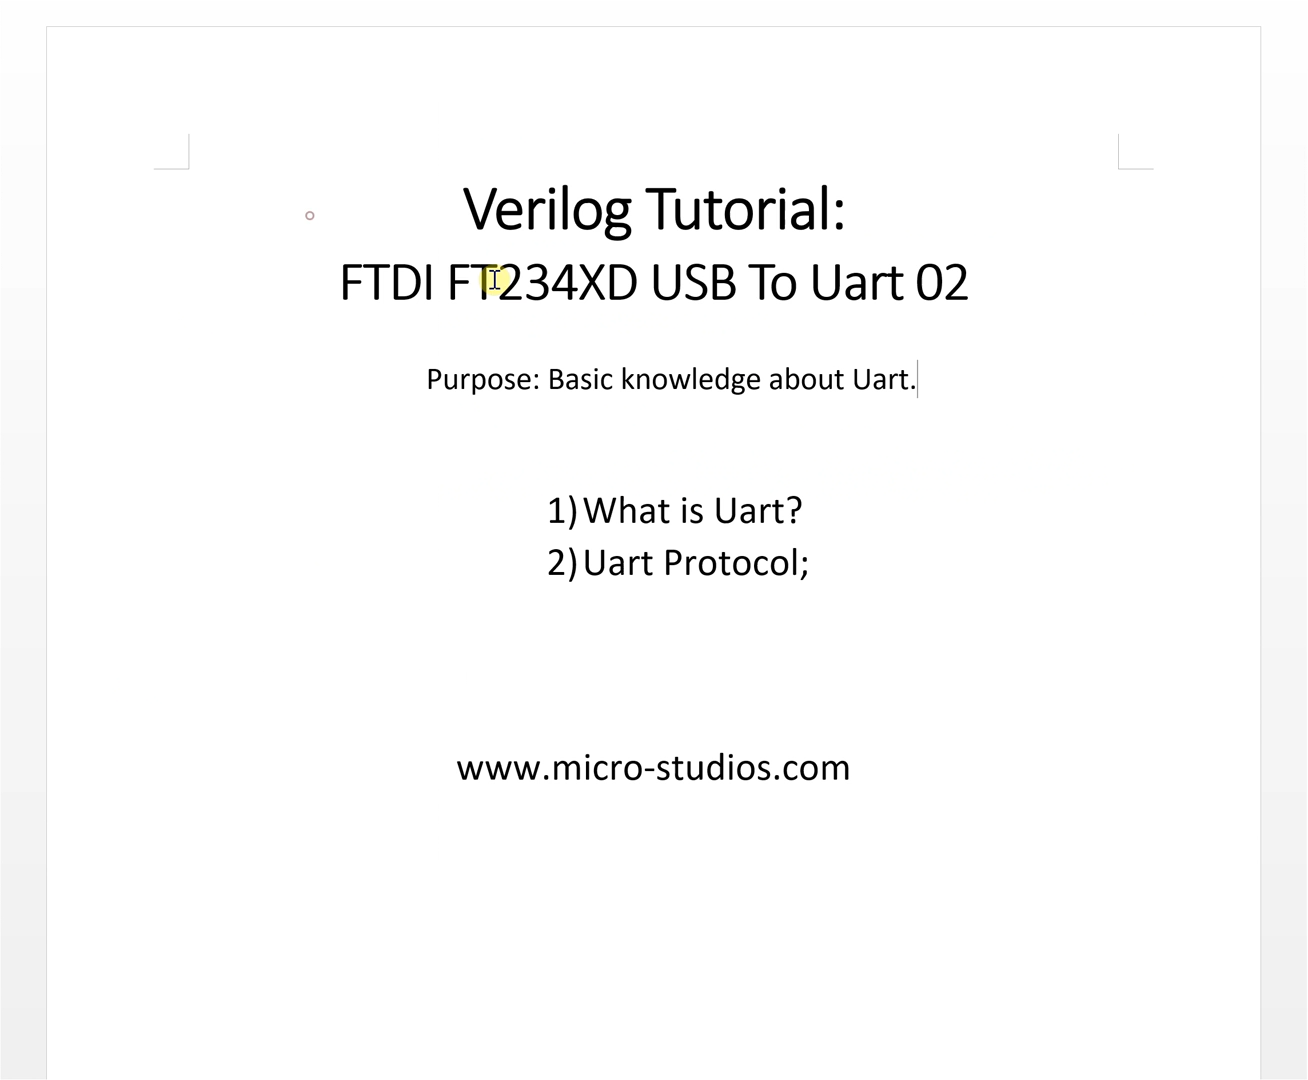 Verilog Tutorial:
FTDI FT234XD USB To Uart 02
Purpose: Basic knowledge about Uart.
1) What is Uart?
2) Uart Protocol;
www.micro-studios.com